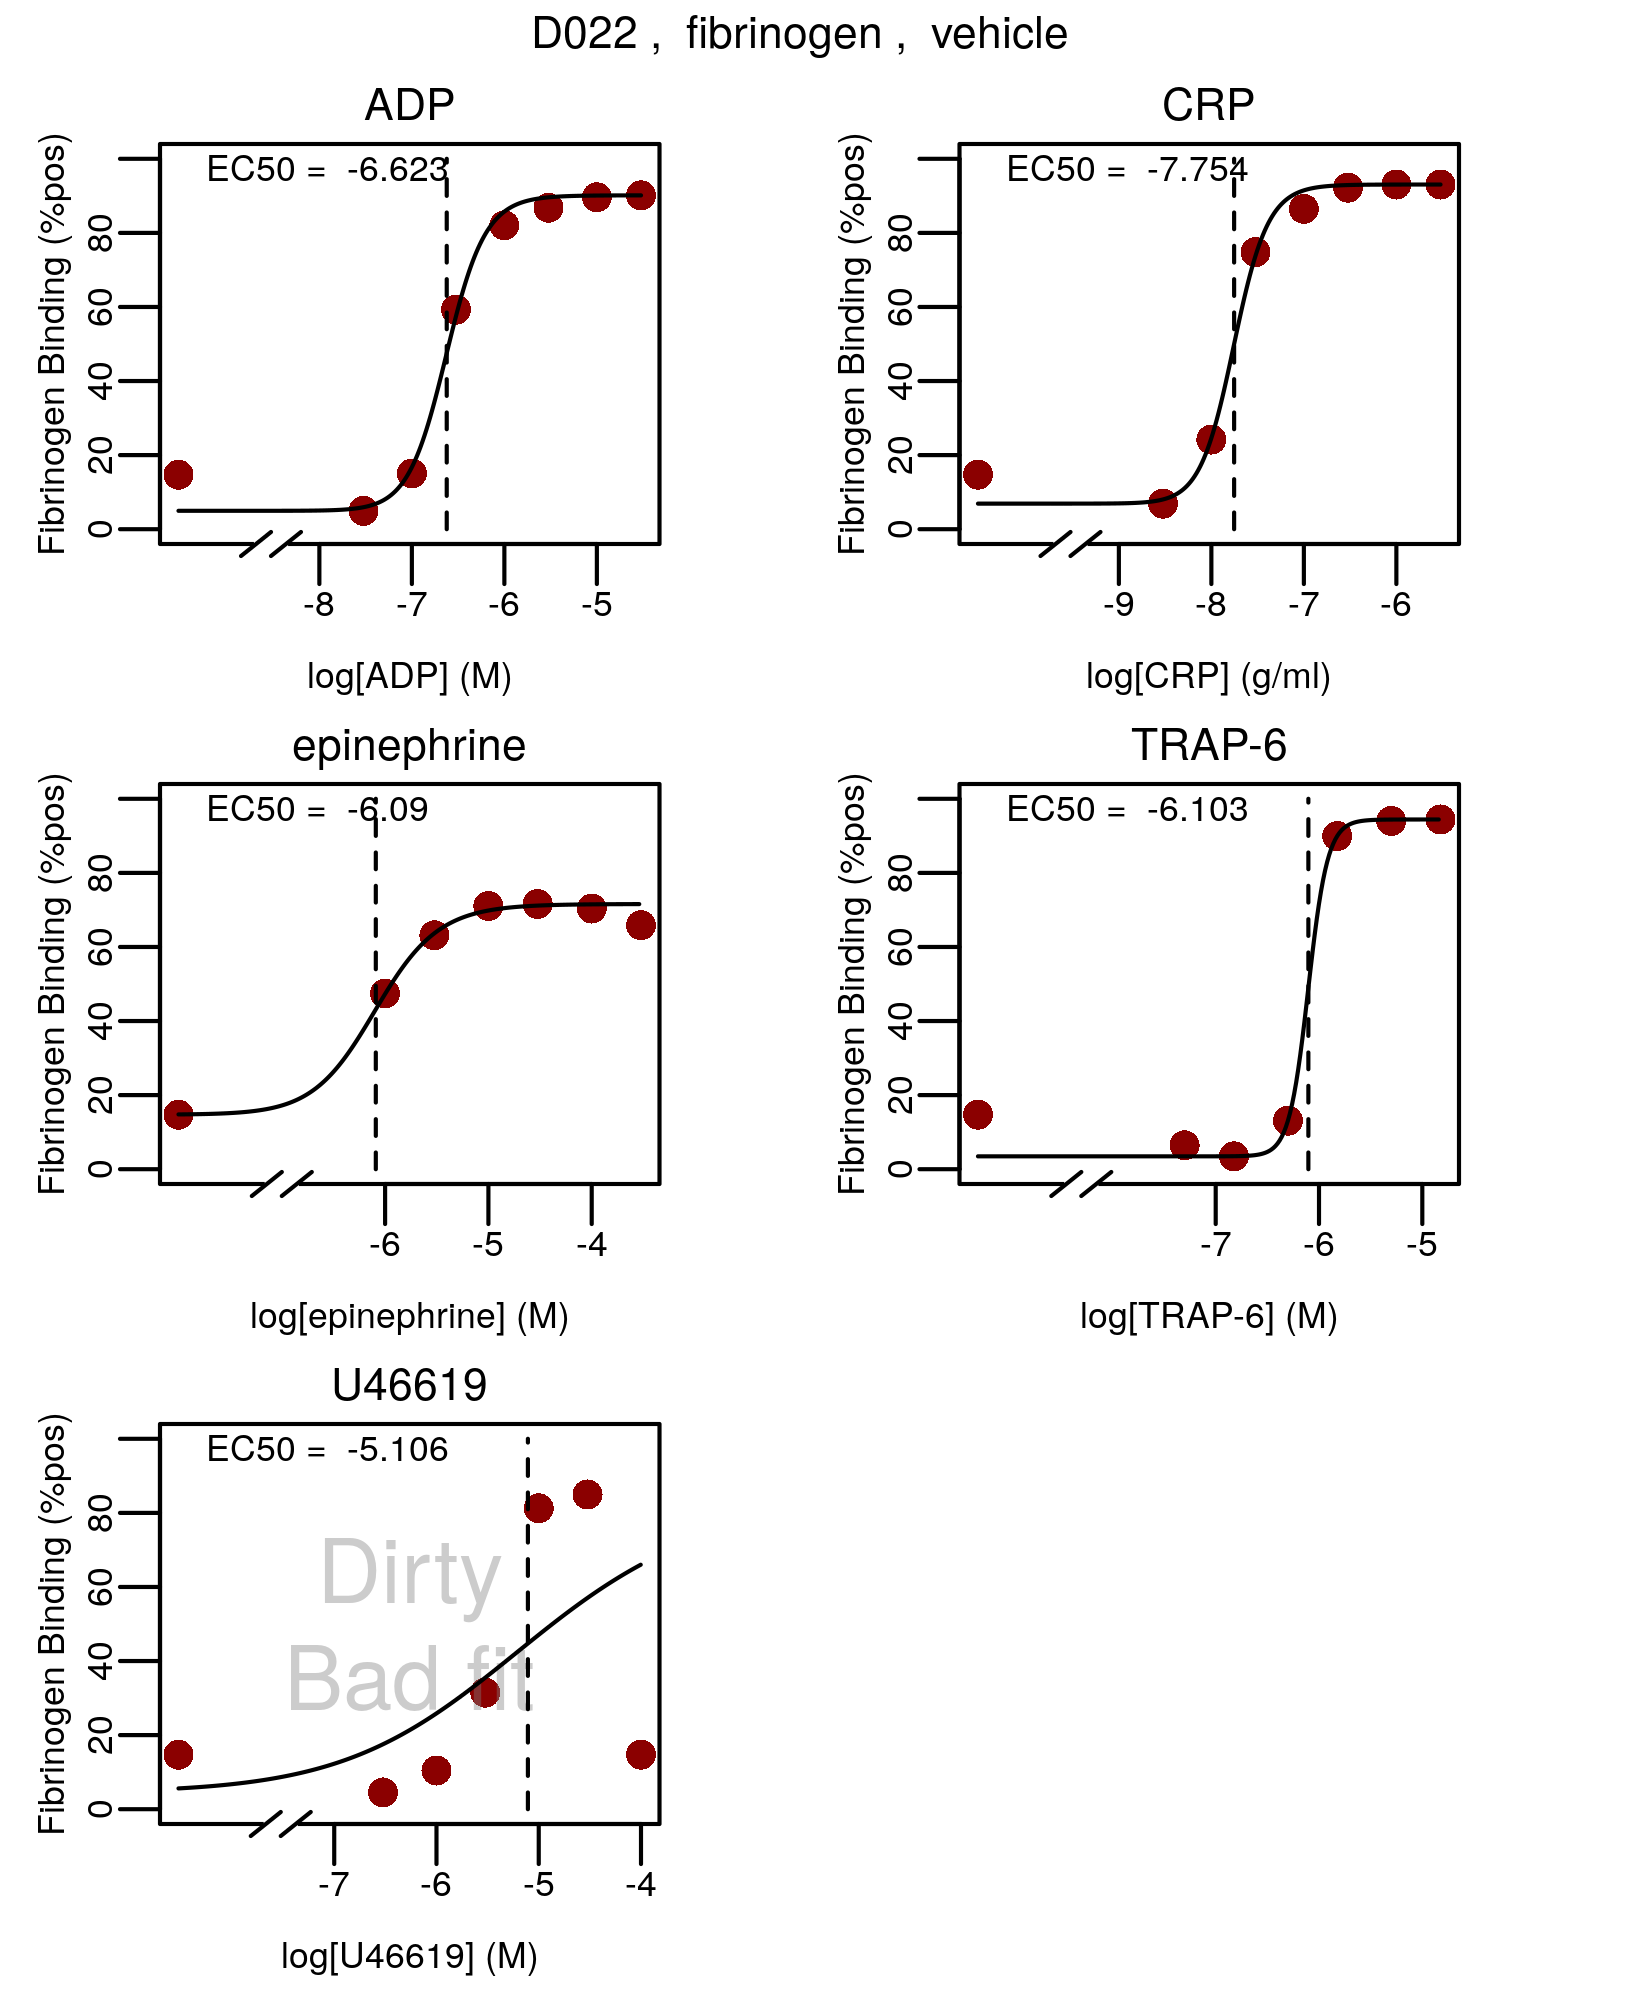 D022 ,  fibrinogen ,  vehicle
ADP
EC50 =  -6.623
Fibrinogen Binding (%pos)
0 20 40 60 80
-8 -7 -6 -5
log[ADP] (M)
CRP
EC50 =  -7.754
Fibrinogen Binding (%pos)
0 20 40 60 80
-9 -8 -7 -6
log[CRP] (g/ml)
epinephrine
EC50 =  -6.09
Fibrinogen Binding (%pos)
0 20 40 60 80
-6 -5 -4
log[epinephrine] (M)
TRAP-6
EC50 =  -6.103
Fibrinogen Binding (%pos)
0 20 40 60 80
-7 -6 -5
log[TRAP-6] (M)
U46619
EC50 =  -5.106
Dirty
Bad fit
Fibrinogen Binding (%pos)
0 20 40 60 80
-7 -6 -5 -4
log[U46619] (M)